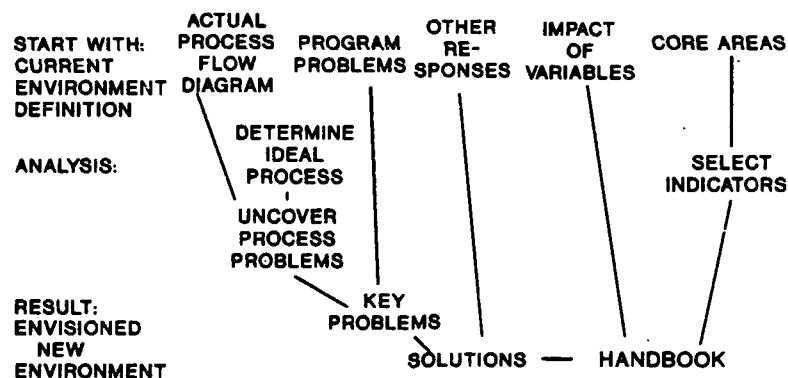 START WITH:
CURRENT
ENVIRONMENT
DEFINITION
ACTUAL
PROCESS
FLOW
DIAGRAM
PROGRAM
PROBLEMS
OTHER
RE-
SPONSES
IMPACT
OF
VARIABLES
CORE AREAS
ANALYSIS:
DETERMINE
IDEAL
PROCESS
UNCOVER
PROCESS
PROBLEMS
SELECT
INDICATORS
RESULT:
ENVISIONED
NEW
ENVIRONMENT
KEY
PROBLEMS
SOLUTIONS
HANDBOOK